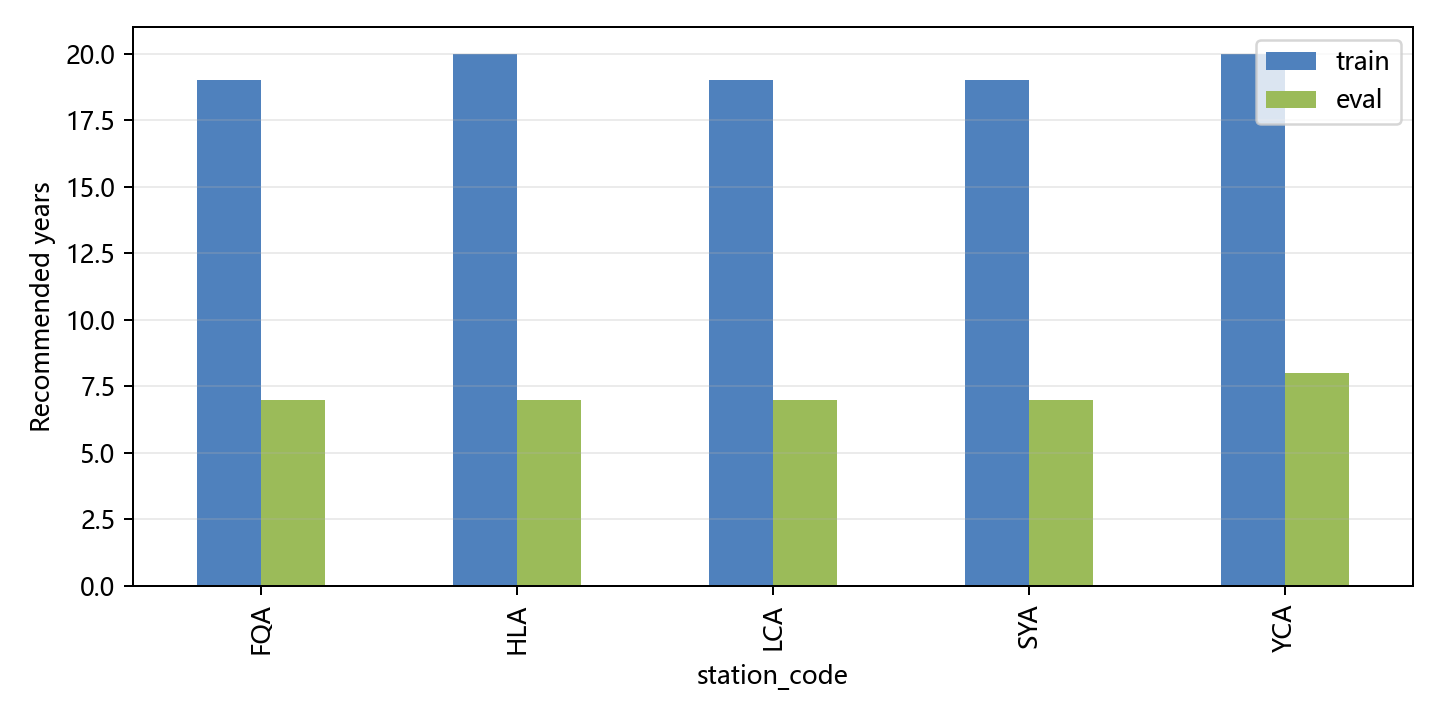 Recommended years
20.0
17.5
15.0
12.5
10.0
7.5
5.0
2.5
0.0
train
eval
FQA
HLA
LCA
SYA
YCA
station_code